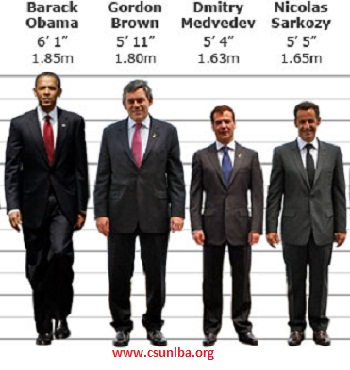 Barack Gordon Dmitry Nicolas
Obama Brown Medvedev Sarkozy
6′ 1″ 5′ 11″ 5′ 4″ 5′ 5″
1.85m 1.80m 1.63m 1.65m
www.csunlba.org